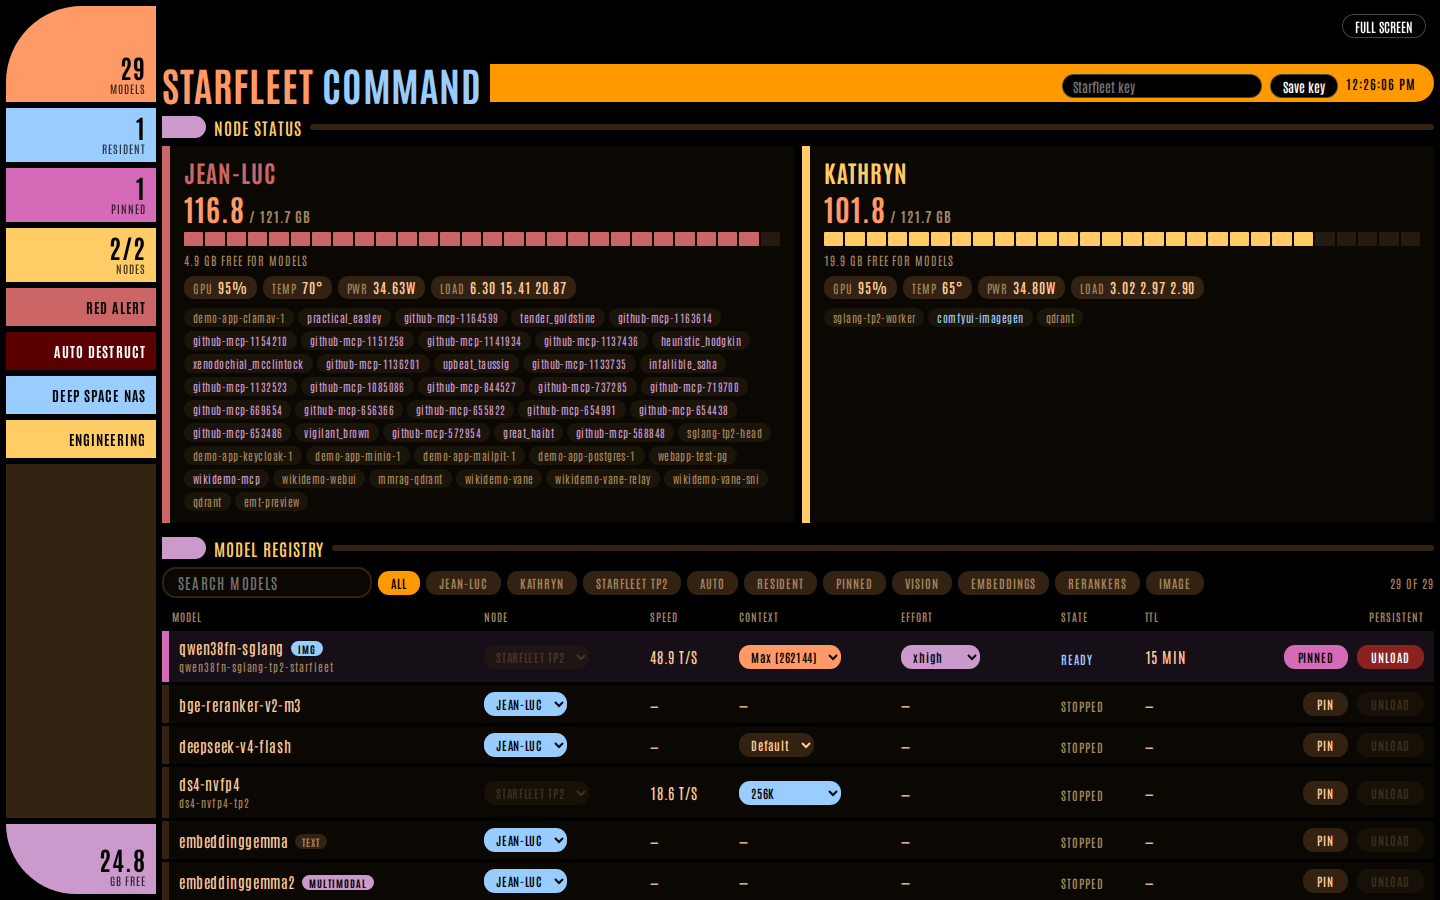 FULL SCREEN
29
MODELS
1
RESIDENT
1
PINNED
2/2
NODES
RED ALERT
AUTO DESTRUCT
DEEP SPACE NAS
ENGINEERING
24.8
GB FREE
STARFLEET COMMAND
Starfleet key Save key 12:26:06 PM
NODE STATUS
JEAN-LUC
116.8 / 121.7 GB
4.9 GB FREE FOR MODELS
GPU 95% TEMP 70° PWR 34.63W LOAD 6.30 15.41 20.87
demo-app-clamav-1 practical_easley github-mcp-1164599 tender_goldstine github-mcp-1163614
github-mcp-1154210 github-mcp-1151258 github-mcp-1141934 github-mcp-1137436 heuristic_hodgkin
xenodochial_mcclintock github-mcp-1136201 upbeat_taussig github-mcp-1133735 infallible_saha
github-mcp-1132523 github-mcp-1085086 github-mcp-844527 github-mcp-737285 github-mcp-719700
github-mcp-669654 github-mcp-656366 github-mcp-655822 github-mcp-654991 github-mcp-654438
github-mcp-653486 vigilant_brown github-mcp-572954 great_haibt github-mcp-568848 sglang-tp2-head
demo-app-keycloak-1 demo-app-minio-1 demo-app-mailpit-1 demo-app-postgres-1 webapp-test-pg
wikidemo-mcp wikidemo-webui mmrag-qdrant wikidemo-vane wikidemo-vane-relay wikidemo-vane-sni
qdrant emt-preview
KATHRYN
101.8 / 121.7 GB
19.9 GB FREE FOR MODELS
GPU 95% TEMP 65° PWR 34.80W LOAD 3.02 2.97 2.90
sglang-tp2-worker comfyui-imagegen qdrant
MODEL REGISTRY
SEARCH MODELS ALL JEAN-LUC KATHRYN STARFLEET TP2 AUTO RESIDENT PINNED VISION EMBEDDINGS RERANKERS IMAGE 29 OF 29
MODEL NODE SPEED CONTEXT EFFORT STATE TTL PERSISTENT
qwen38fn-sglang IMG STARFLEET TP2 48.9 T/S Max (262144) xhigh READY 15 MIN PINNED UNLOAD
qwen38fn-sglang-tp2-starfleet
bge-reranker-v2-m3 JEAN-LUC – – – STOPPED – PIN UNLOAD
deepseek-v4-flash JEAN-LUC – Default – STOPPED – PIN UNLOAD
ds4-nvfp4 STARFLEET TP2 18.6 T/S 256K – STOPPED – PIN UNLOAD
ds4-nvfp4-tp2
embeddinggemma TEXT JEAN-LUC – – – STOPPED – PIN UNLOAD
embeddinggemma2 MULTIMODAL JEAN-LUC – – – STOPPED – PIN UNLOAD